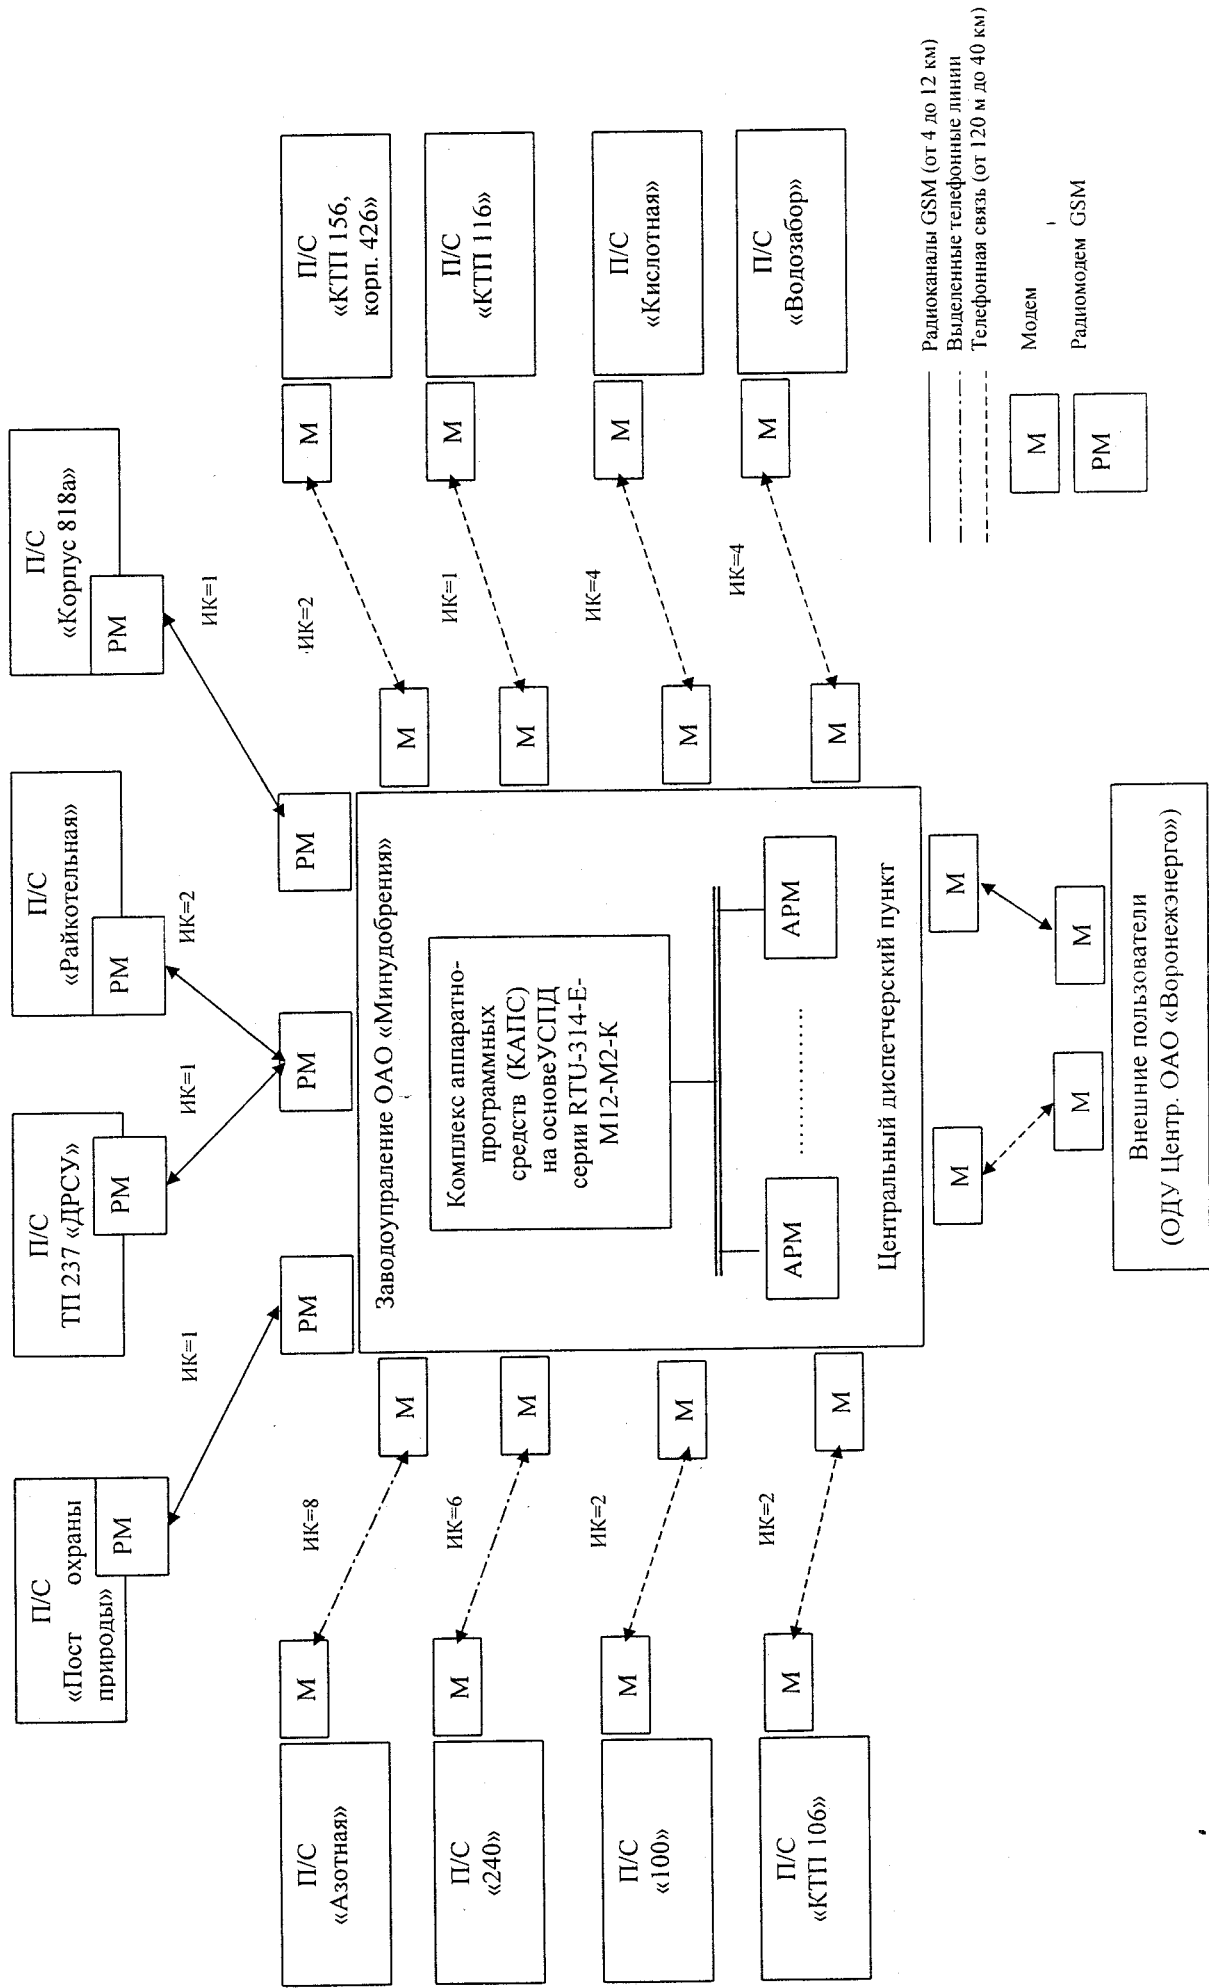 П/С
«Пост охраны
природы»
РМ
П/С
ТП 237 «ДРСУ»
РМ
П/С
«Райкотельная»
РМ
П/С
«Корпус 818а»
РМ
ИК=1
ИК=1
ИК=2
ИК=1
РМ
РМ
РМ
П/С
«Азотная»
М
ИК=8
М
П/С
«240»
М
ИК=6
М
П/С
«100»
М
ИК=2
М
П/С
«КТП 106»
М
ИК=2
М
Заводоупраление ОАО «Минудобрения»
Комплекс аппаратно-
программных
средств (КАПС)
на основеУСПД
серии RTU-314-E-
M12-M2-K
АРМ
...............
АРМ
Центральный диспетчерский пункт
М
ИК=2
М
П/С
«КТП 156,
корп. 426»
М
ИК=1
М
П/С
«КТП 116»
М
ИК=4
М
П/С
«Кислотная»
М
ИК=4
М
П/С
«Водозабор»
М
М
М
М
Внешние пользователи
(ОДУ Центр. ОАО «Воронежэнерго»)
Радиоканалы GSM (от 4 до 12 км)
Выделенные телефонные линии
Телефонная связь (от 120 м до 40 км)
М
Модем
РМ
Радиомодем GSM